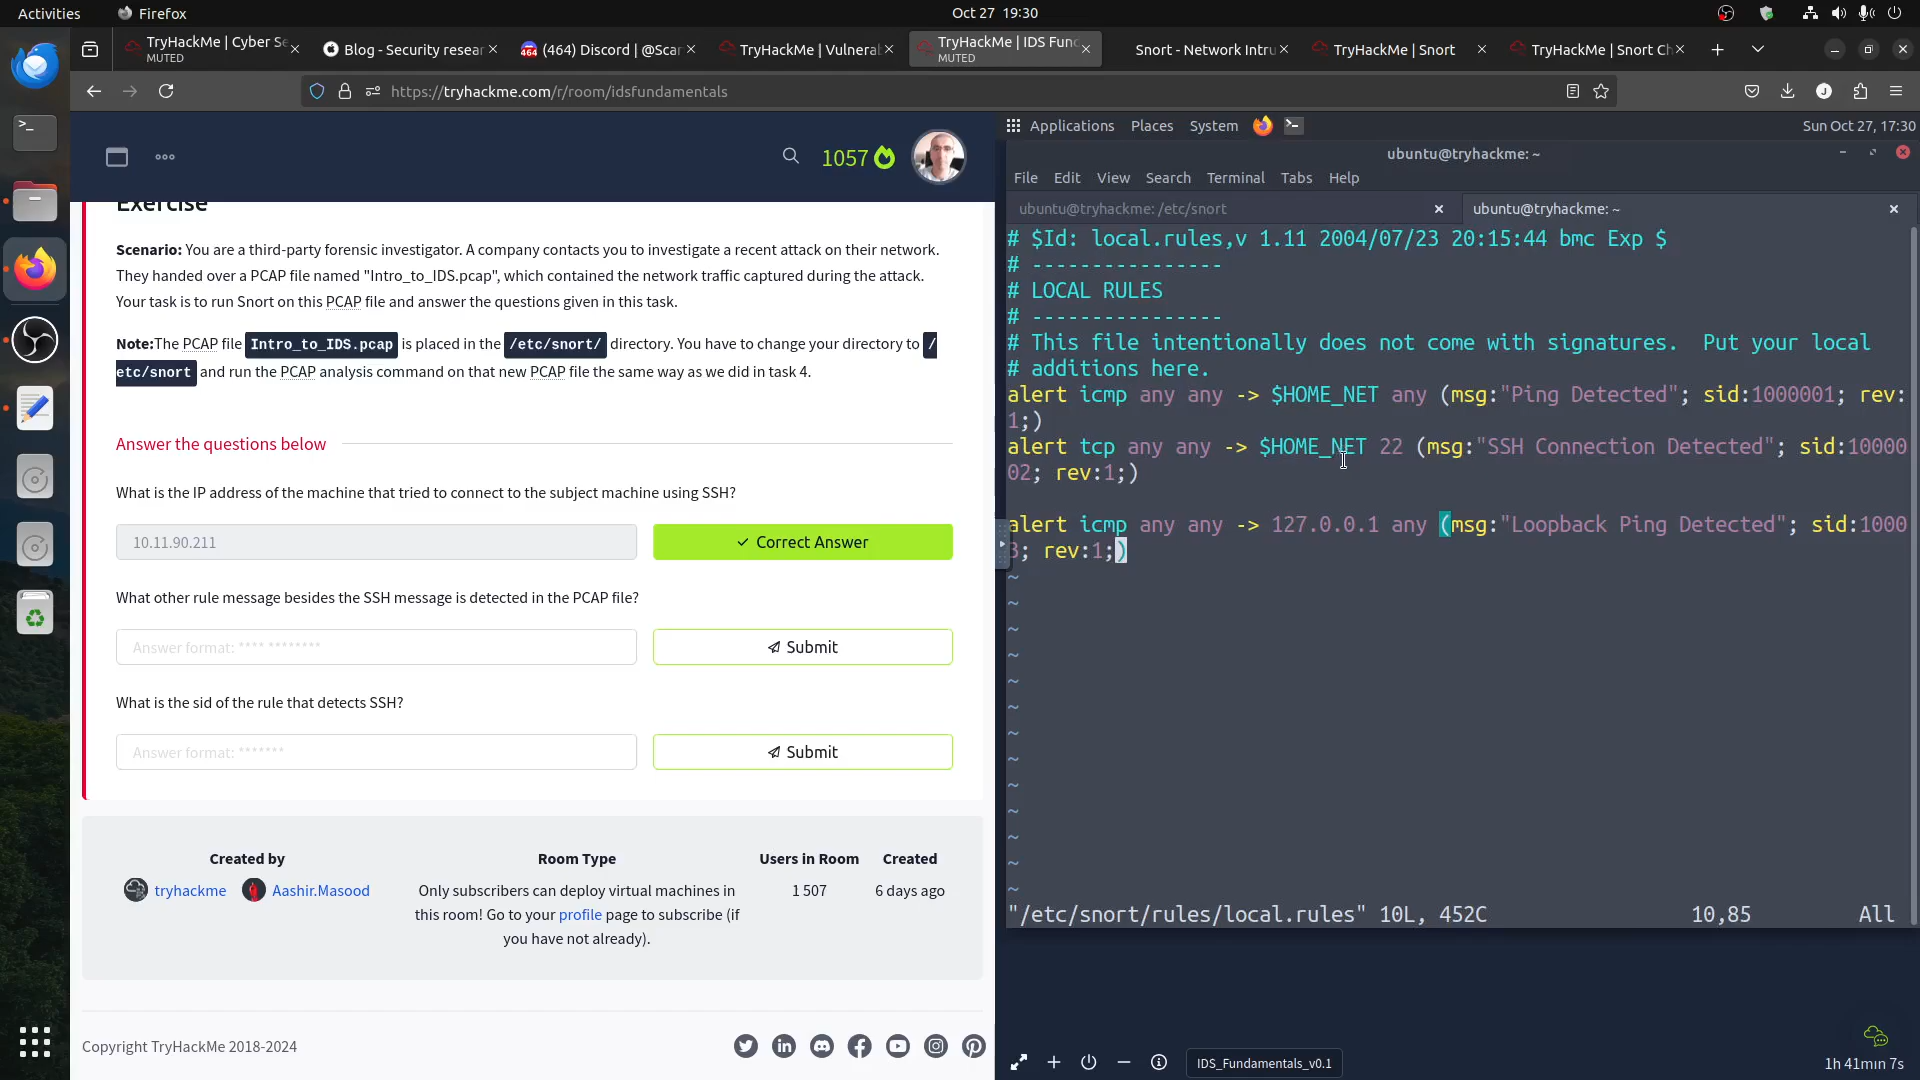 Activities
Firefox
Oct 27 19:30
TryHackMe | Cyber Se
MUTED
Blog - Security resear
(464) Discord | @Scar
TryHackMe | Vulneral
TryHackMe | IDS Func
MUTED
Snort - Network Intru
TryHackMe | Snort
TryHackMe | Snort Ch
https://tryhackme.com/r/room/idsfundamentals
1057
Exercise
Scenario: You are a third-party forensic investigator. A company contacts you to investigate a recent attack on their network.
They handed over a PCAP file named "Intro_to_IDS.pcap", which contained the network traffic captured during the attack.
Your task is to run Snort on this PCAP file and answer the questions given in this task.
Note:The PCAP file Intro_to_IDS.pcap is placed in the /etc/snort/ directory. You have to change your directory to /
etc/snort and run the PCAP analysis command on that new PCAP file the same way as we did in task 4.
Answer the questions below
What is the IP address of the machine that tried to connect to the subject machine using SSH?
10.11.90.211
Correct Answer
What other rule message besides the SSH message is detected in the PCAP file?
Answer format: **** ********
Submit
What is the sid of the rule that detects SSH?
Answer format: *******
Submit
Created by
Room Type
Users in Room
Created
tryhackme
Aashir.Masood
Only subscribers can deploy virtual machines in
this room! Go to your profile page to subscribe (if
you have not already).
1 507
6 days ago
Copyright TryHackMe 2018-2024
Applications Places System
Sun Oct 27, 17:30
ubuntu@tryhackme: ~
File Edit View Search Terminal Tabs Help
ubuntu@tryhackme: /etc/snort
ubuntu@tryhackme: ~
# $Id: local.rules,v 1.11 2004/07/23 20:15:44 bmc Exp $
# ----------------
# LOCAL RULES
# ----------------
# This file intentionally does not come with signatures.  Put your local
# additions here.
alert icmp any any -> $HOME_NET any (msg:"Ping Detected"; sid:1000001; rev:
1;)
alert tcp any any -> $HOME_NET 22 (msg:"SSH Connection Detected"; sid:10000
02; rev:1;)
alert icmp any any -> 127.0.0.1 any (msg:"Loopback Ping Detected"; sid:1000
3; rev:1;)
~
~
~
~
~
~
~
~
~
~
~
~
~
"/etc/snort/rules/local.rules" 10L, 452C
10,85
All
IDS_Fundamentals_v0.1
1h 41min 7s